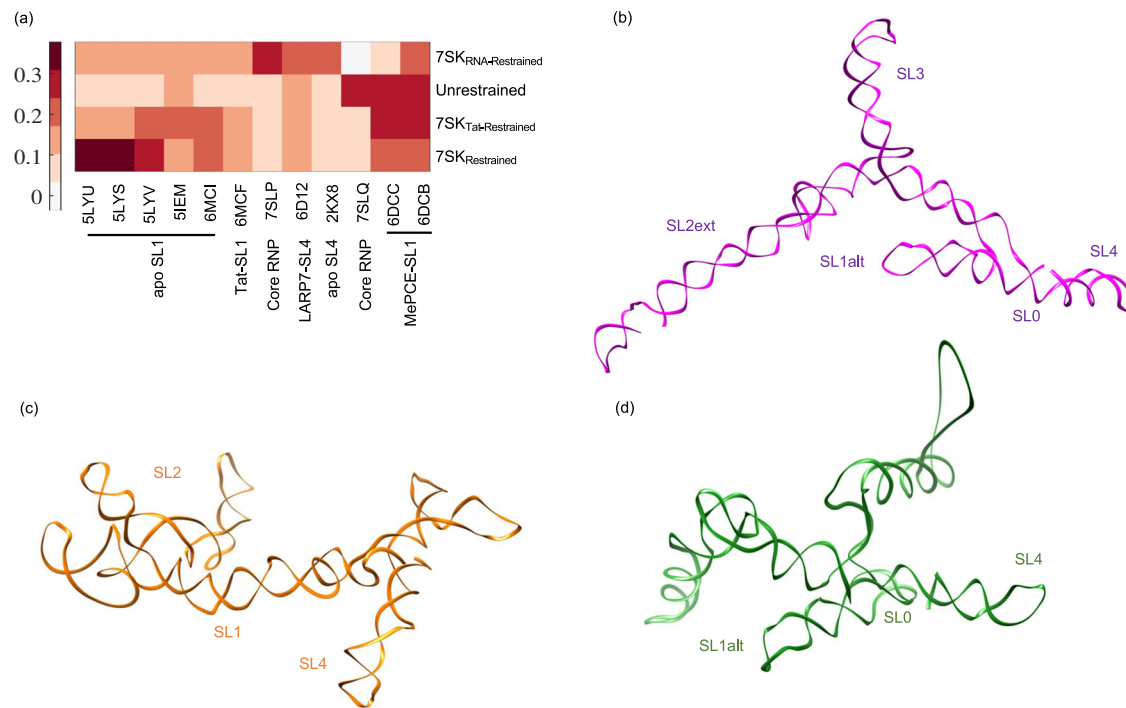 (a)
0.3
0.2
0.1
0
7SKRNA-Restrained
Unrestrained
7SKTat-Restrained
7SKRestrained
5LYU
5LYS
5LYV
5IEM
6MCI
6MCF
7SLP
6D12
2KX8
7SLQ
6DCC
6DCB
apo SL1
Tat-SL1
Core RNP
LARP7-SL4
apo SL4
Core RNP
MePCE-SL1
(b)
SL3
SL2ext
SL1alt
SL4
SL0
(c)
SL2
SL1
SL4
(d)
SL4
SL0
SL1alt